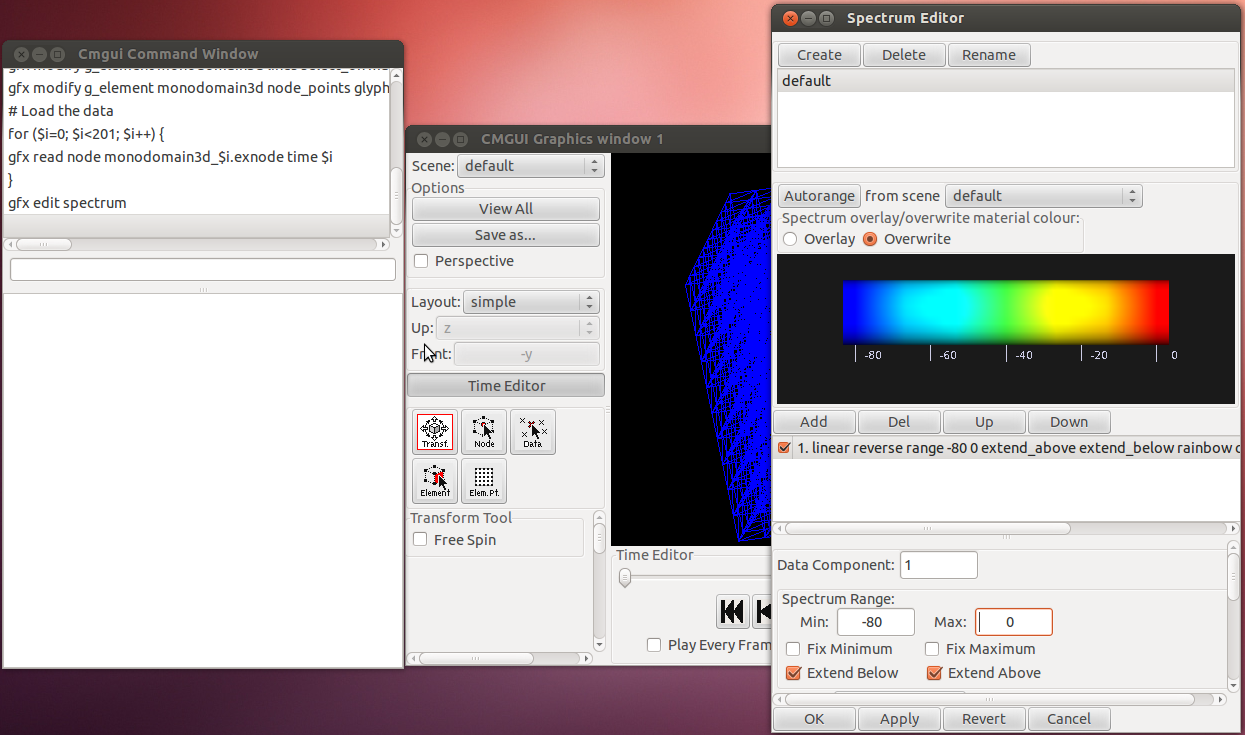 Cmgui Command Window
gfx modify g_element monodomain3d
gfx modify g_element monodomain3d node_points glyph
# Load the data
for ($i=0; $i<201; $i++) {
gfx read node monodomain3d_$i.exnode time $i
}
gfx edit spectrum
CMGUI Graphics window 1
Scene: default
Options
View All
Save as...
Perspective
Layout: simple
Up: z
Front: -y
Time Editor
Transf.
Node
Data
Element
Elem.Pt.
Transform Tool
Free Spin
Time Editor
Play Every Fram
Spectrum Editor
Create Delete Rename
default
Autorange from scene default
Spectrum overlay/overwrite material colour:
Overlay Overwrite
-80 -60 -40 -20 0
Add Del Up Down
1. linear reverse range -80 0 extend_above extend_below rainbow c
Data Component: 1
Spectrum Range:
Min: -80 Max: 0
Fix Minimum Fix Maximum
Extend Below Extend Above
OK Apply Revert Cancel